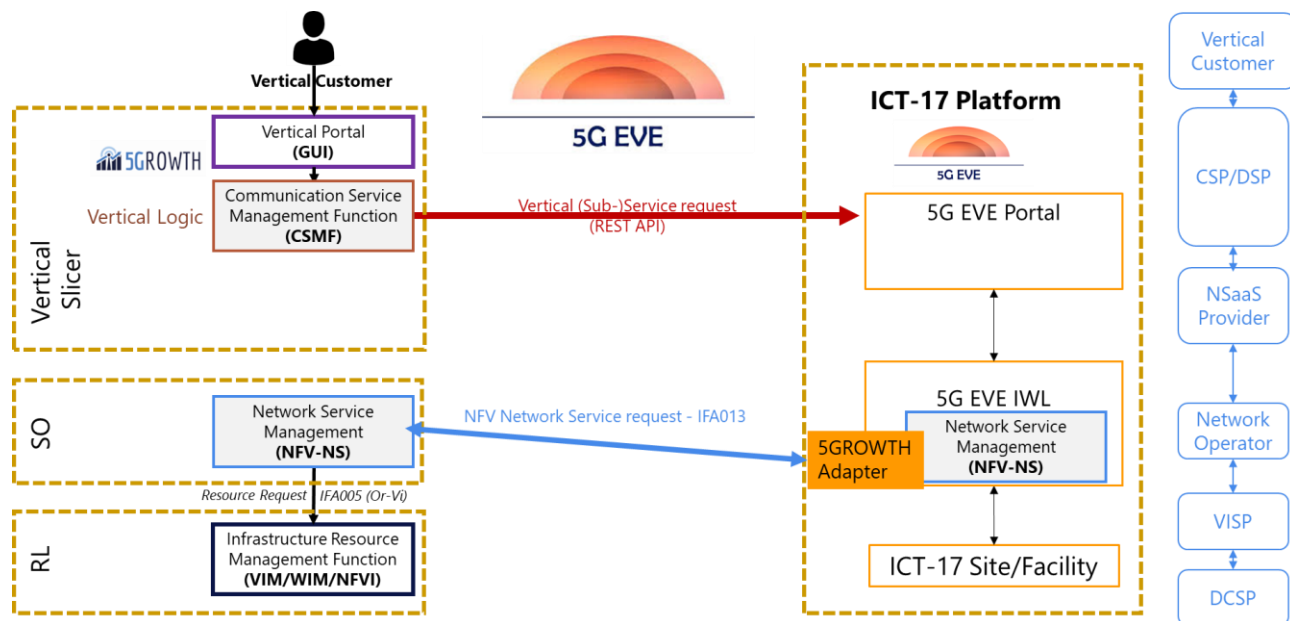 Vertical Customer
Vertical
Slicer
5GROWTH
Vertical Portal
(GUI)
Vertical Logic
Communication Service
Management Function
(CSMF)
SO
Network Service
Management
(NFV-NS)
Resource Request
IFA005 (Or-Vi)
RL
Infrastructure Resource
Management Function
(VIM/WIM/NFVI)
5G EVE
Vertical (Sub-)Service request
(REST API)
NFV Network Service request - IFA013
ICT-17 Platform
5G EVE
5G EVE Portal
5G EVE IWL
5GROWTH
Adapter
Network Service
Management
(NFV-NS)
ICT-17 Site/Facility
Vertical
Customer
CSP/DSP
NSaaS
Provider
Network
Operator
VISP
DCSP